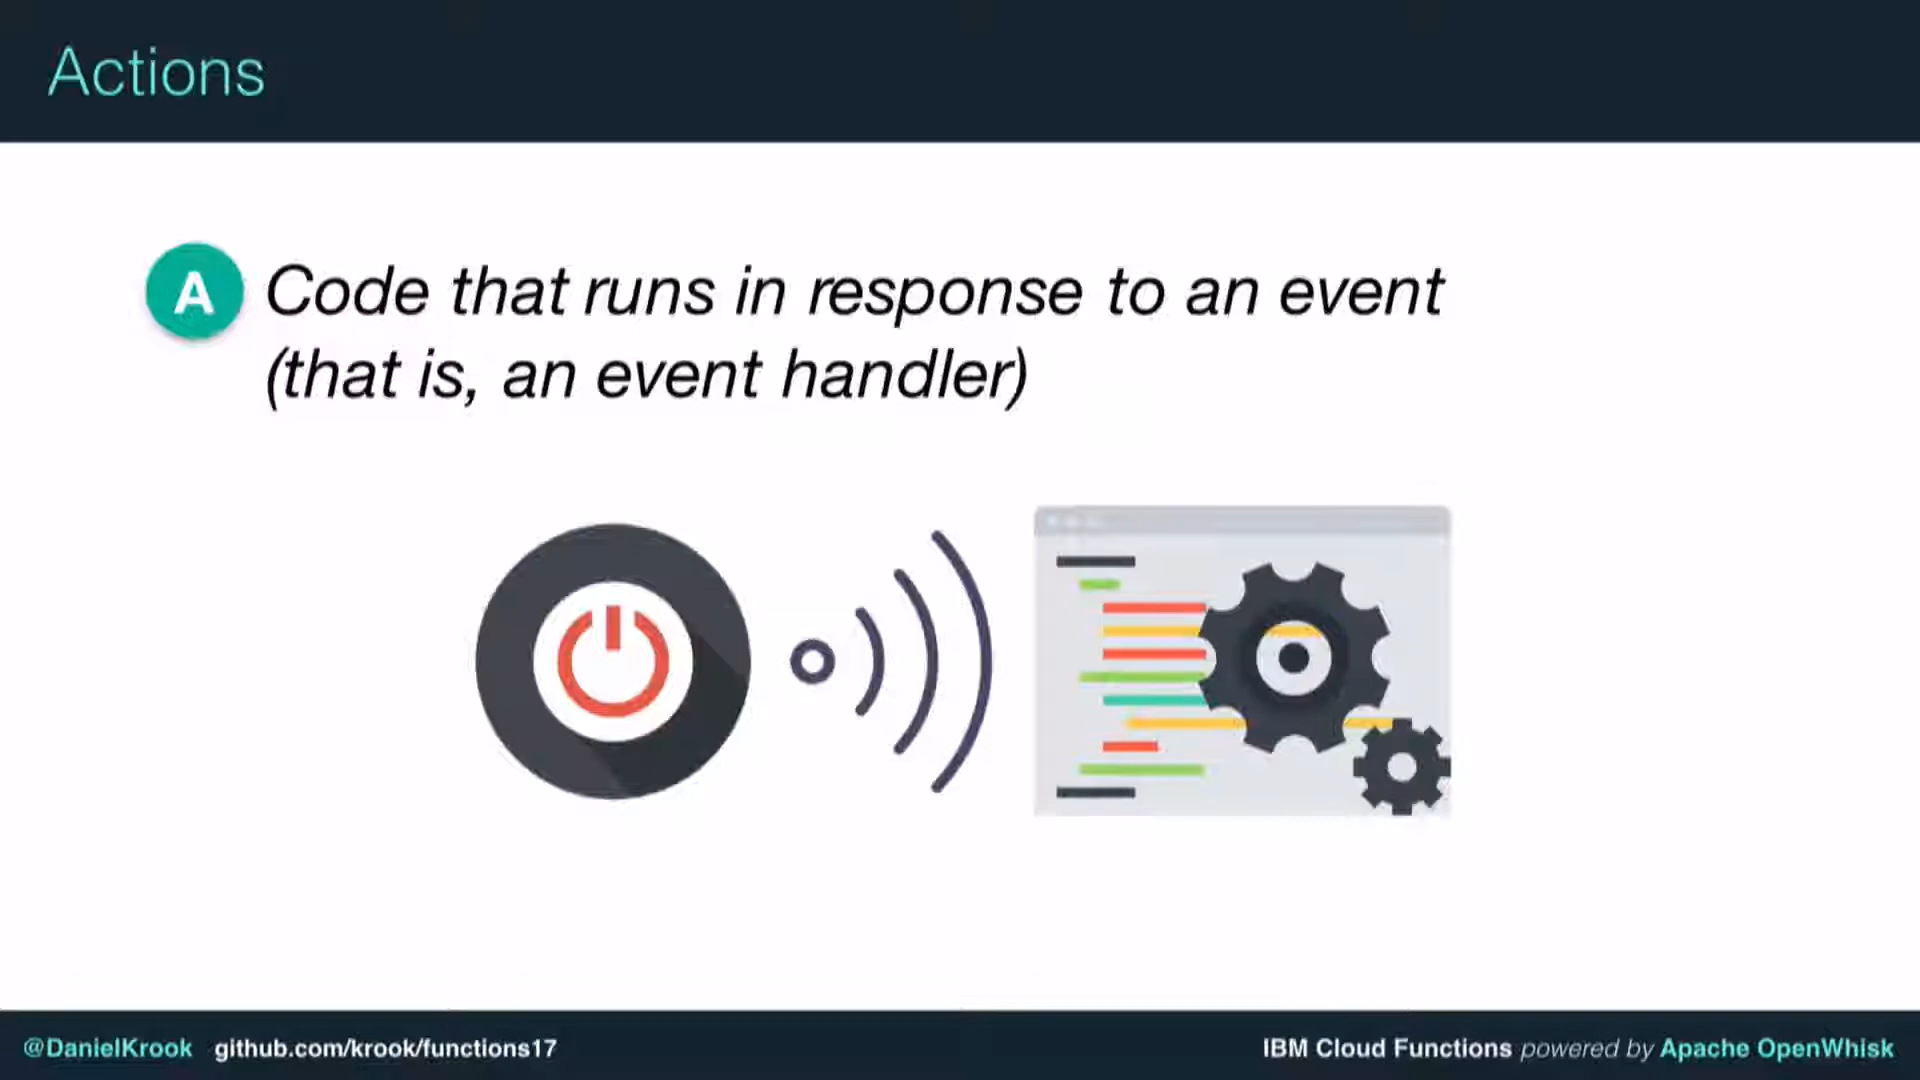 Actions
A
Code that runs in response to an event
(that is, an event handler)
@DanielKrook github.com/krook/functions17
IBM Cloud Functions powered by Apache OpenWhisk